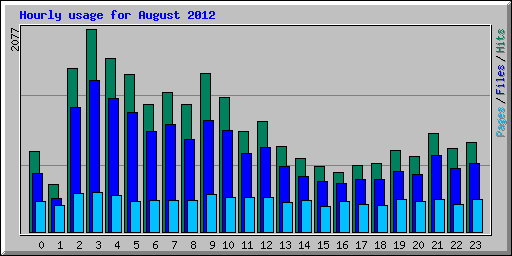 Hourly usage for August 2012
2077
Pages/Files/Hits
0 1 2 3 4 5 6 7 8 9 10 11 12 13 14 15 16 17 18 19 20 21 22 23